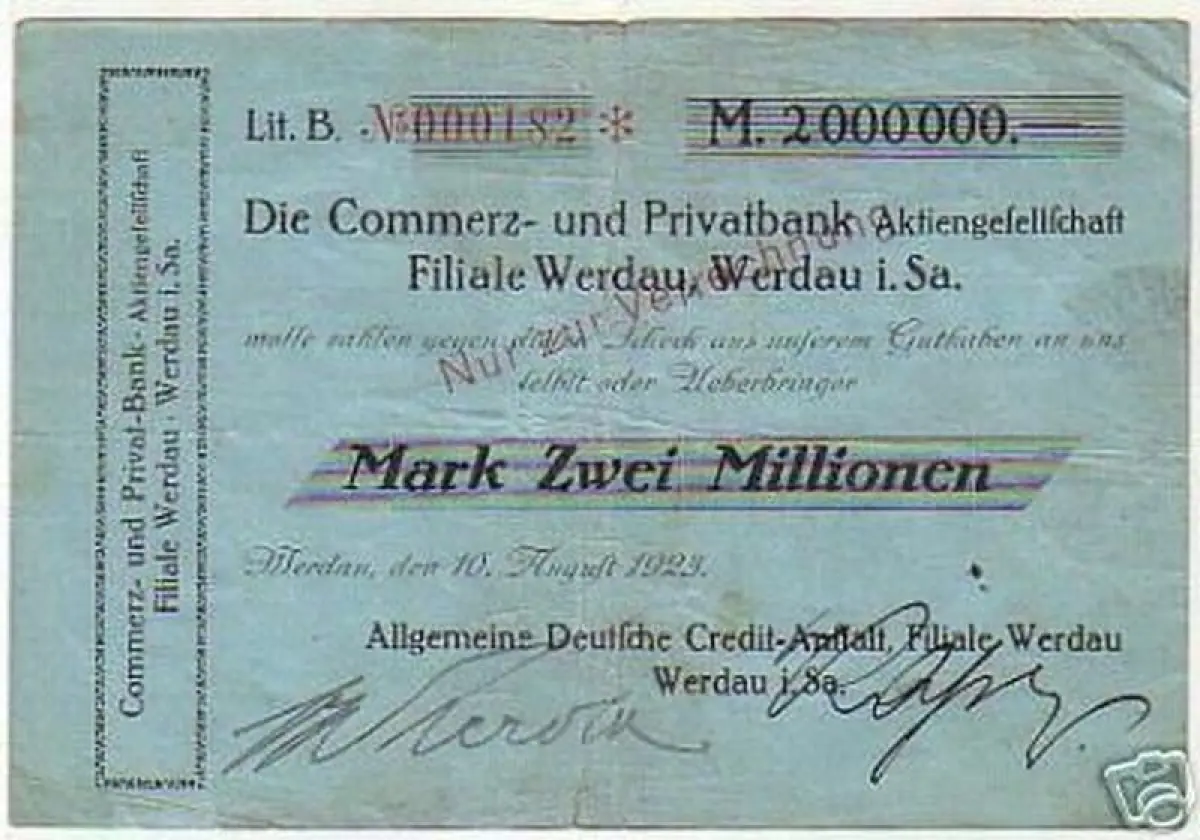 Commerz- und Privat-Bank · Aktiengeſellſchaft
Filiale Werdau · Werdau i. Sa.
Lit. B. No 000182 * M. 2000000.—
Die Commerz- und Privatbank Aktiengeſellſchaft
Filiale Werdau, Werdau i. Sa.
Nur zur Verrechnung
wolle zahlen gegen dieſen Scheck aus unſerem Guthaben an uns
ſelbſt oder Ueberbringer
Mark Zwei Millionen
Werdau, den 10. Auguſt 1923.
Allgemeine Deutſche Credit-Anſtalt, Filiale Werdau
Werdau i. Sa.